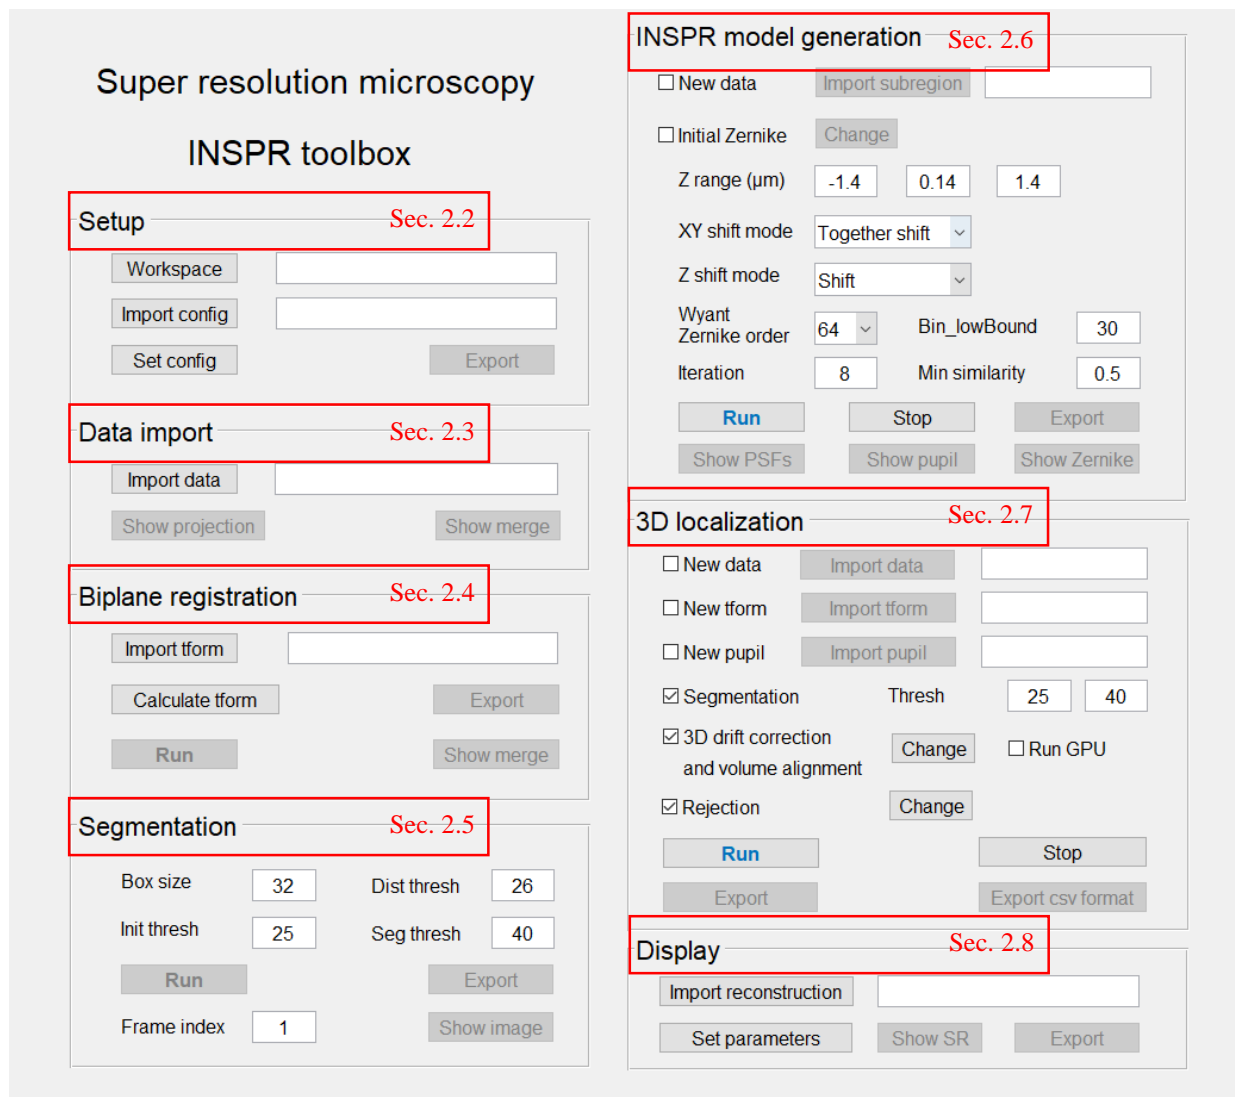 Super resolution microscopy
INSPR toolbox
Setup Sec. 2.2
Workspace
Import config
Set config Export
Data import Sec. 2.3
Import data
Show projection Show merge
Biplane registration Sec. 2.4
Import tform
Calculate tform Export
Run Show merge
Segmentation Sec. 2.5
Box size 32 Dist thresh 26
Init thresh 25 Seg thresh 40
Run Export
Frame index 1 Show image
INSPR model generation Sec. 2.6
New data Import subregion
Initial Zernike Change
Z range (μm) -1.4 0.14 1.4
XY shift mode Together shift
Z shift mode Shift
Wyant
Zernike order 64 Bin_lowBound 30
Iteration 8 Min similarity 0.5
Run Stop Export
Show PSFs Show pupil Show Zernike
3D localization Sec. 2.7
New data Import data
New tform Import tform
New pupil Import pupil
Segmentation Thresh 25 40
3D drift correction
and volume alignment Change Run GPU
Rejection Change
Run Stop
Export Export csv format
Display Sec. 2.8
Import reconstruction
Set parameters Show SR Export